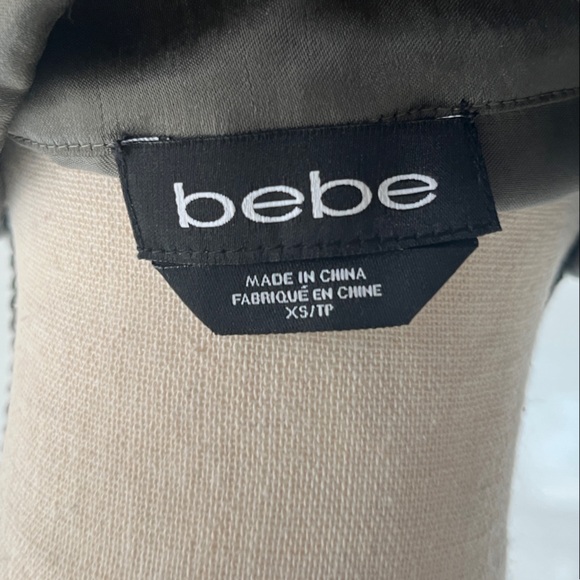 bebe
MADE IN CHINA
FABRIQUÉ EN CHINE
XS/TP